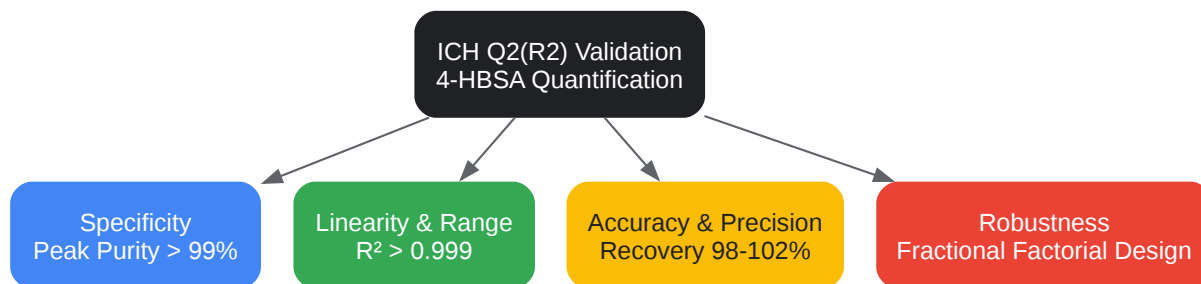 ICH Q2(R2) Validation
4-HBSA Quantification
Specificity
Peak Purity > 99%
Linearity & Range
R² > 0.999
Accuracy & Precision
Recovery 98-102%
Robustness
Fractional Factorial Design